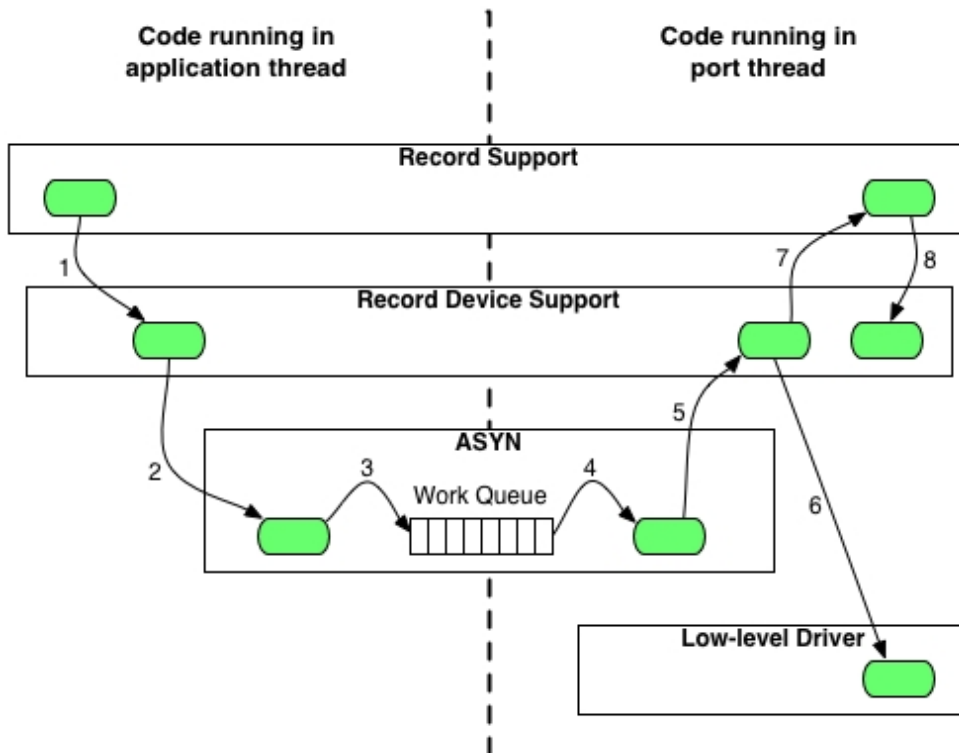 Code running in
application thread
Code running in
port thread
Record Support
1
7
8
Record Device Support
2
5
6
ASYN
3
4
Work Queue
Low-level Driver